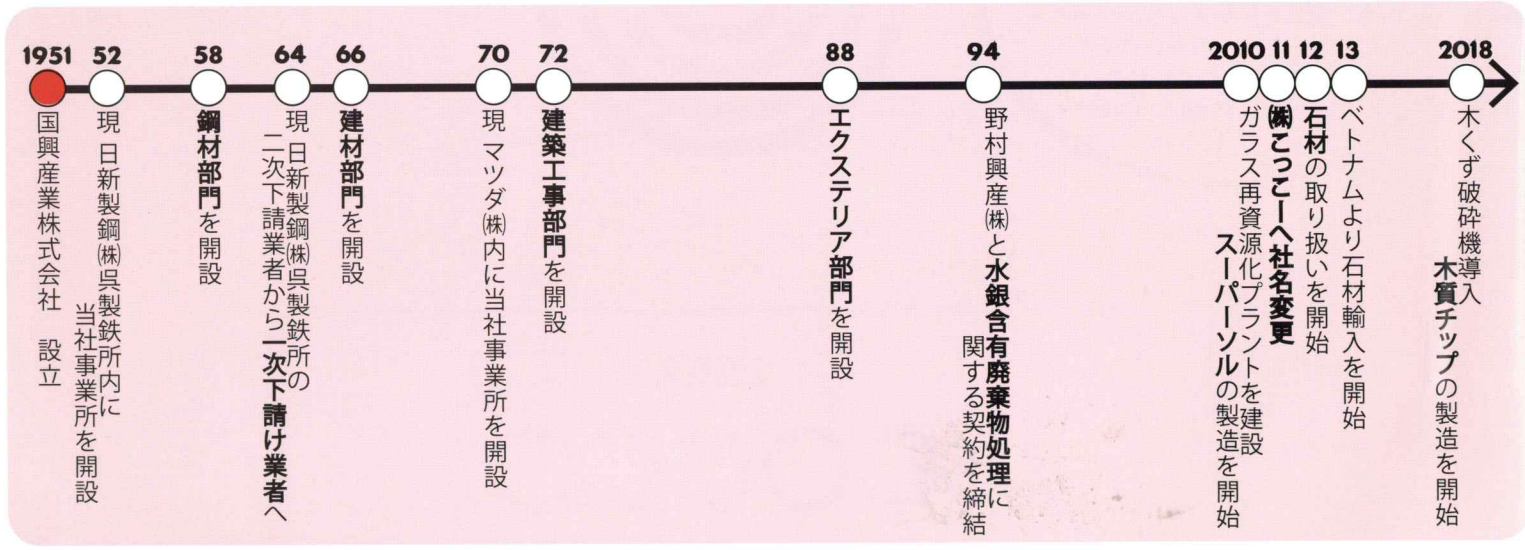 1951
国興産業株式会社 設立
52
現 日新製鋼㈱呉製鉄所内に
当社事業所を開設
58
鋼材部門を開設
64
現 日新製鋼㈱呉製鉄所の
二次下請業者から一次下請け業者へ
66
建材部門を開設
70
現 マツダ㈱内に当社事業所を開設
72
建築工事部門を開設
88
エクステリア部門を開設
94
野村興産㈱と水銀含有廃棄物処理に
関する契約を締結
2010
ガラス再資源化プラントを建設
スーパーソルの製造を開始
11
㈱こっこーへ社名変更
12
石材の取り扱いを開始
13
ベトナムより石材輸入を開始
2018
木くず破砕機導入
木質チップの製造を開始